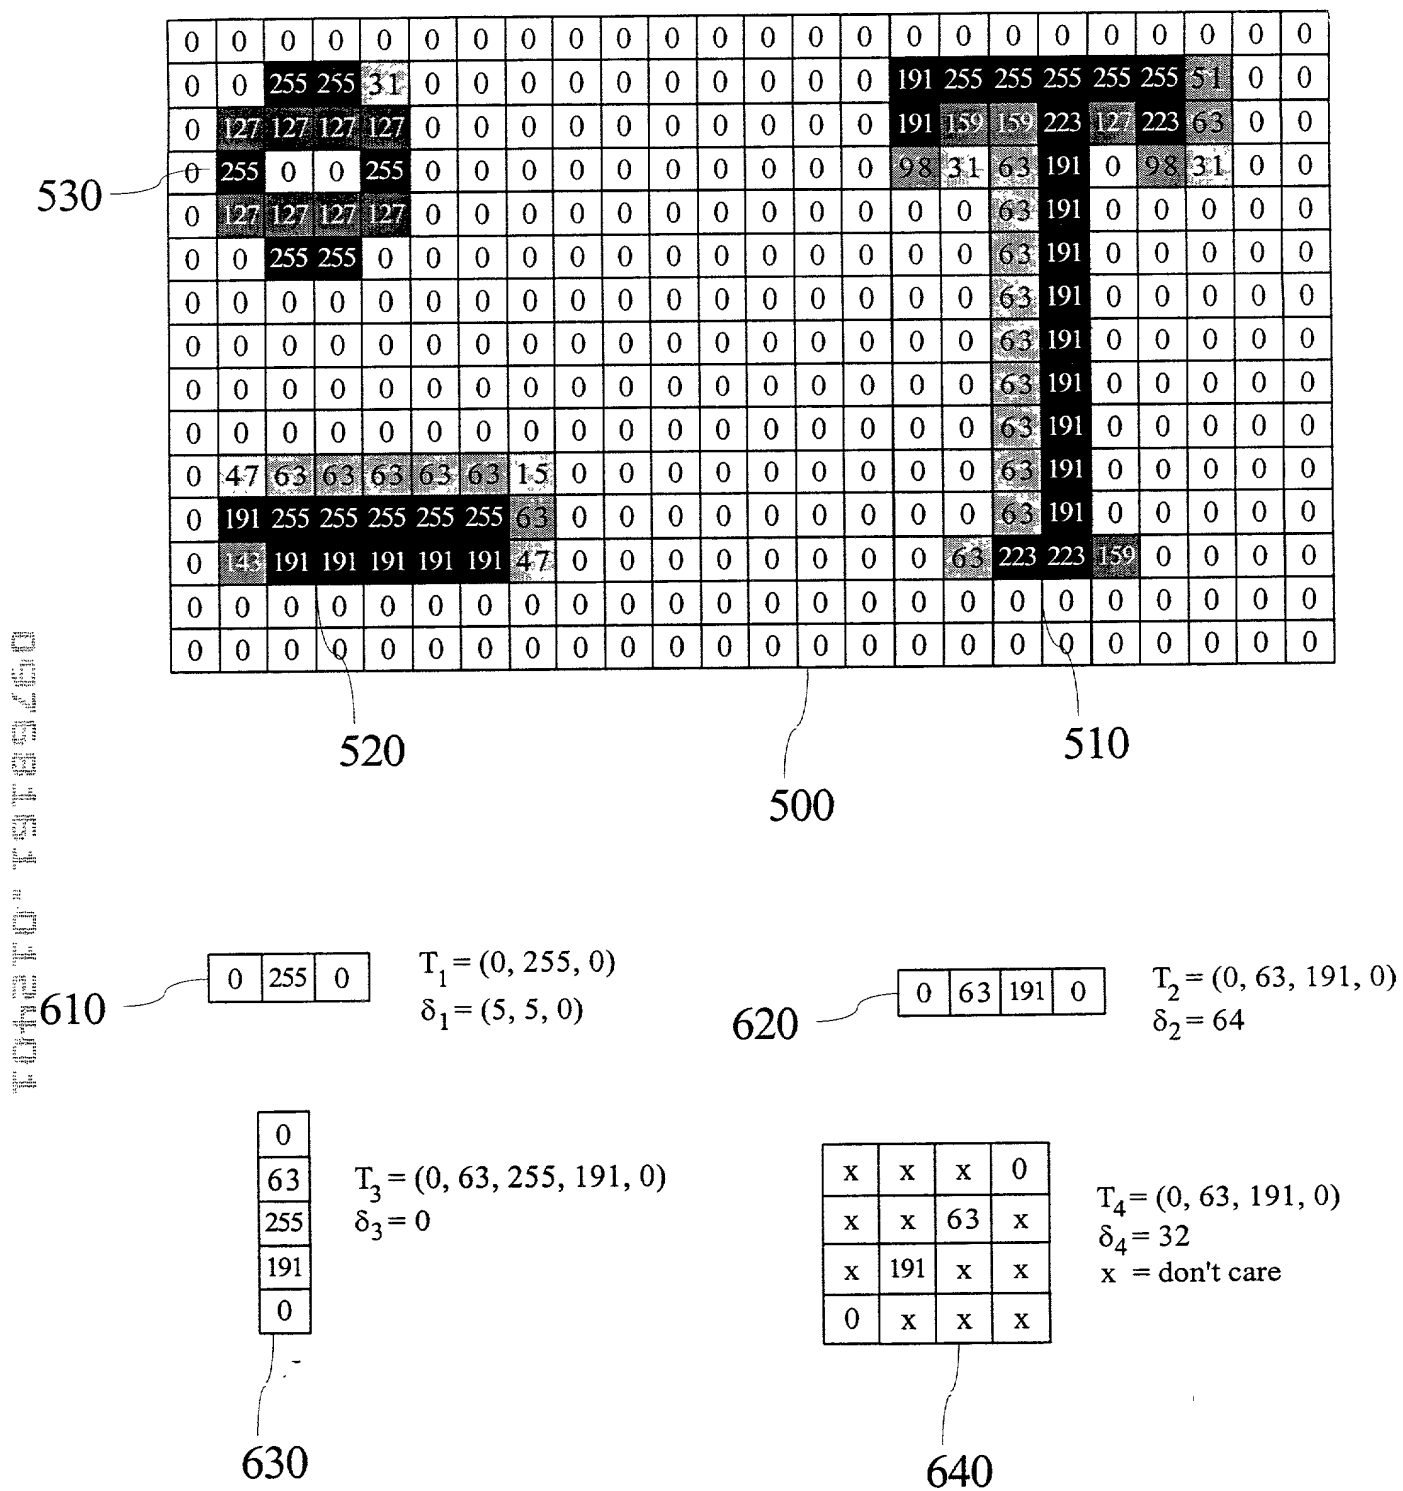 0 0 0 0 0 0 0 0 0 0 0 0 0 0 0 0 0 0 0 0 0 0 0 0
0 0 255 255 31 0 0 0 0 0 0 0 0 0 0 191 255 255 255 255 255 51 0 0
0 127 127 127 127 0 0 0 0 0 0 0 0 0 0 191 159 159 223 127 223 63 0 0
0 255 0 0 255 0 0 0 0 0 0 0 0 0 0 98 31 63 191 0 98 31 0 0
530
0 127 127 127 127 0 0 0 0 0 0 0 0 0 0 0 0 63 191 0 0 0 0 0
0 0 255 255 0 0 0 0 0 0 0 0 0 0 0 0 0 63 191 0 0 0 0 0
0 0 0 0 0 0 0 0 0 0 0 0 0 0 0 0 0 63 191 0 0 0 0 0
0 0 0 0 0 0 0 0 0 0 0 0 0 0 0 0 0 63 191 0 0 0 0 0
0 0 0 0 0 0 0 0 0 0 0 0 0 0 0 0 0 63 191 0 0 0 0 0
0 0 0 0 0 0 0 0 0 0 0 0 0 0 0 0 0 63 191 0 0 0 0 0
0 47 63 63 63 63 63 15 0 0 0 0 0 0 0 0 0 63 191 0 0 0 0 0
0 191 255 255 255 255 255 63 0 0 0 0 0 0 0 0 0 63 191 0 0 0 0 0
0 143 191 191 191 191 191 47 0 0 0 0 0 0 0 0 63 223 223 159 0 0 0 0
0 0 0 0 0 0 0 0 0 0 0 0 0 0 0 0 0 0 0 0 0 0 0 0
0 0 0 0 0 0 0 0 0 0 0 0 0 0 0 0 0 0 0 0 0 0 0 0
520
510
500
0 255 0
T1 = (0, 255, 0)
δ1 = (5, 5, 0)
610
0 63 191 0
T2 = (0, 63, 191, 0)
δ2 = 64
620
0
63
255
191
0
T3 = (0, 63, 255, 191, 0)
δ3 = 0
630
x x x 0
x x 63 x
x 191 x x
0 x x x
T4 = (0, 63, 191, 0)
δ4 = 32
x = don't care
640